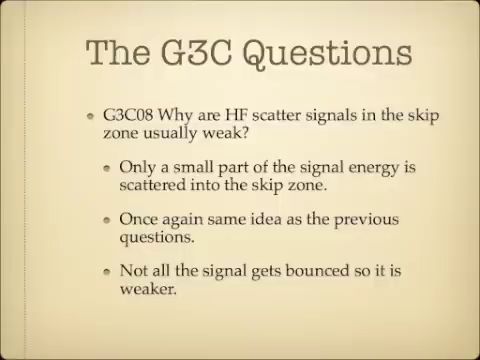 The G3C Questions
G3C08 Why are HF scatter signals in the skip
zone usually weak?
Only a small part of the signal energy is
scattered into the skip zone.
Once again same idea as the previous
questions.
Not all the signal gets bounced so it is
weaker.